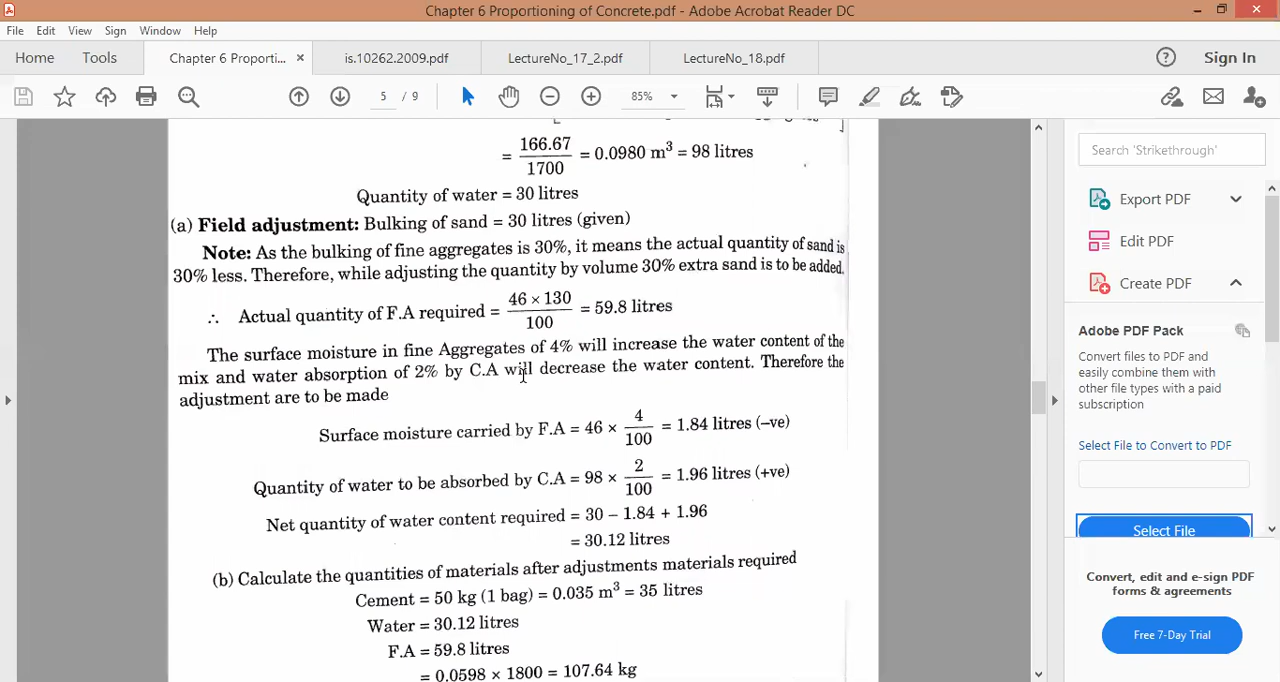 Chapter 6 Proportioning of Concrete.pdf - Adobe Acrobat Reader DC
File Edit View Sign Window Help
Home Tools Chapter 6 Proporti... × is.10262.2009.pdf LectureNo_17_2.pdf LectureNo_18.pdf Sign In
5 / 9 85%
= 166.67 / 1700 = 0.0980 m³ = 98 litres
Quantity of water = 30 litres
(a) Field adjustment: Bulking of sand = 30 litres (given)
Note: As the bulking of fine aggregates is 30%, it means the actual quantity of sand is
30% less. Therefore, while adjusting the quantity by volume 30% extra sand is to be added.
∴ Actual quantity of F.A required = 46 × 130 / 100 = 59.8 litres
The surface moisture in fine Aggregates of 4% will increase the water content of the
mix and water absorption of 2% by C.A will decrease the water content. Therefore the
adjustment are to be made
Surface moisture carried by F.A = 46 × 4 / 100 = 1.84 litres (–ve)
Quantity of water to be absorbed by C.A = 98 × 2 / 100 = 1.96 litres (+ve)
Net quantity of water content required = 30 – 1.84 + 1.96
= 30.12 litres
(b) Calculate the quantities of materials after adjustments materials required
Cement = 50 kg (1 bag) = 0.035 m³ = 35 litres
Water = 30.12 litres
F.A = 59.8 litres
= 0.0598 × 1800 = 107.64 kg
Search 'Strikethrough'
Export PDF
Edit PDF
Create PDF
Adobe PDF Pack
Convert files to PDF and
easily combine them with
other file types with a paid
subscription
Select File to Convert to PDF
Select File
Convert, edit and e-sign PDF
forms & agreements
Free 7-Day Trial